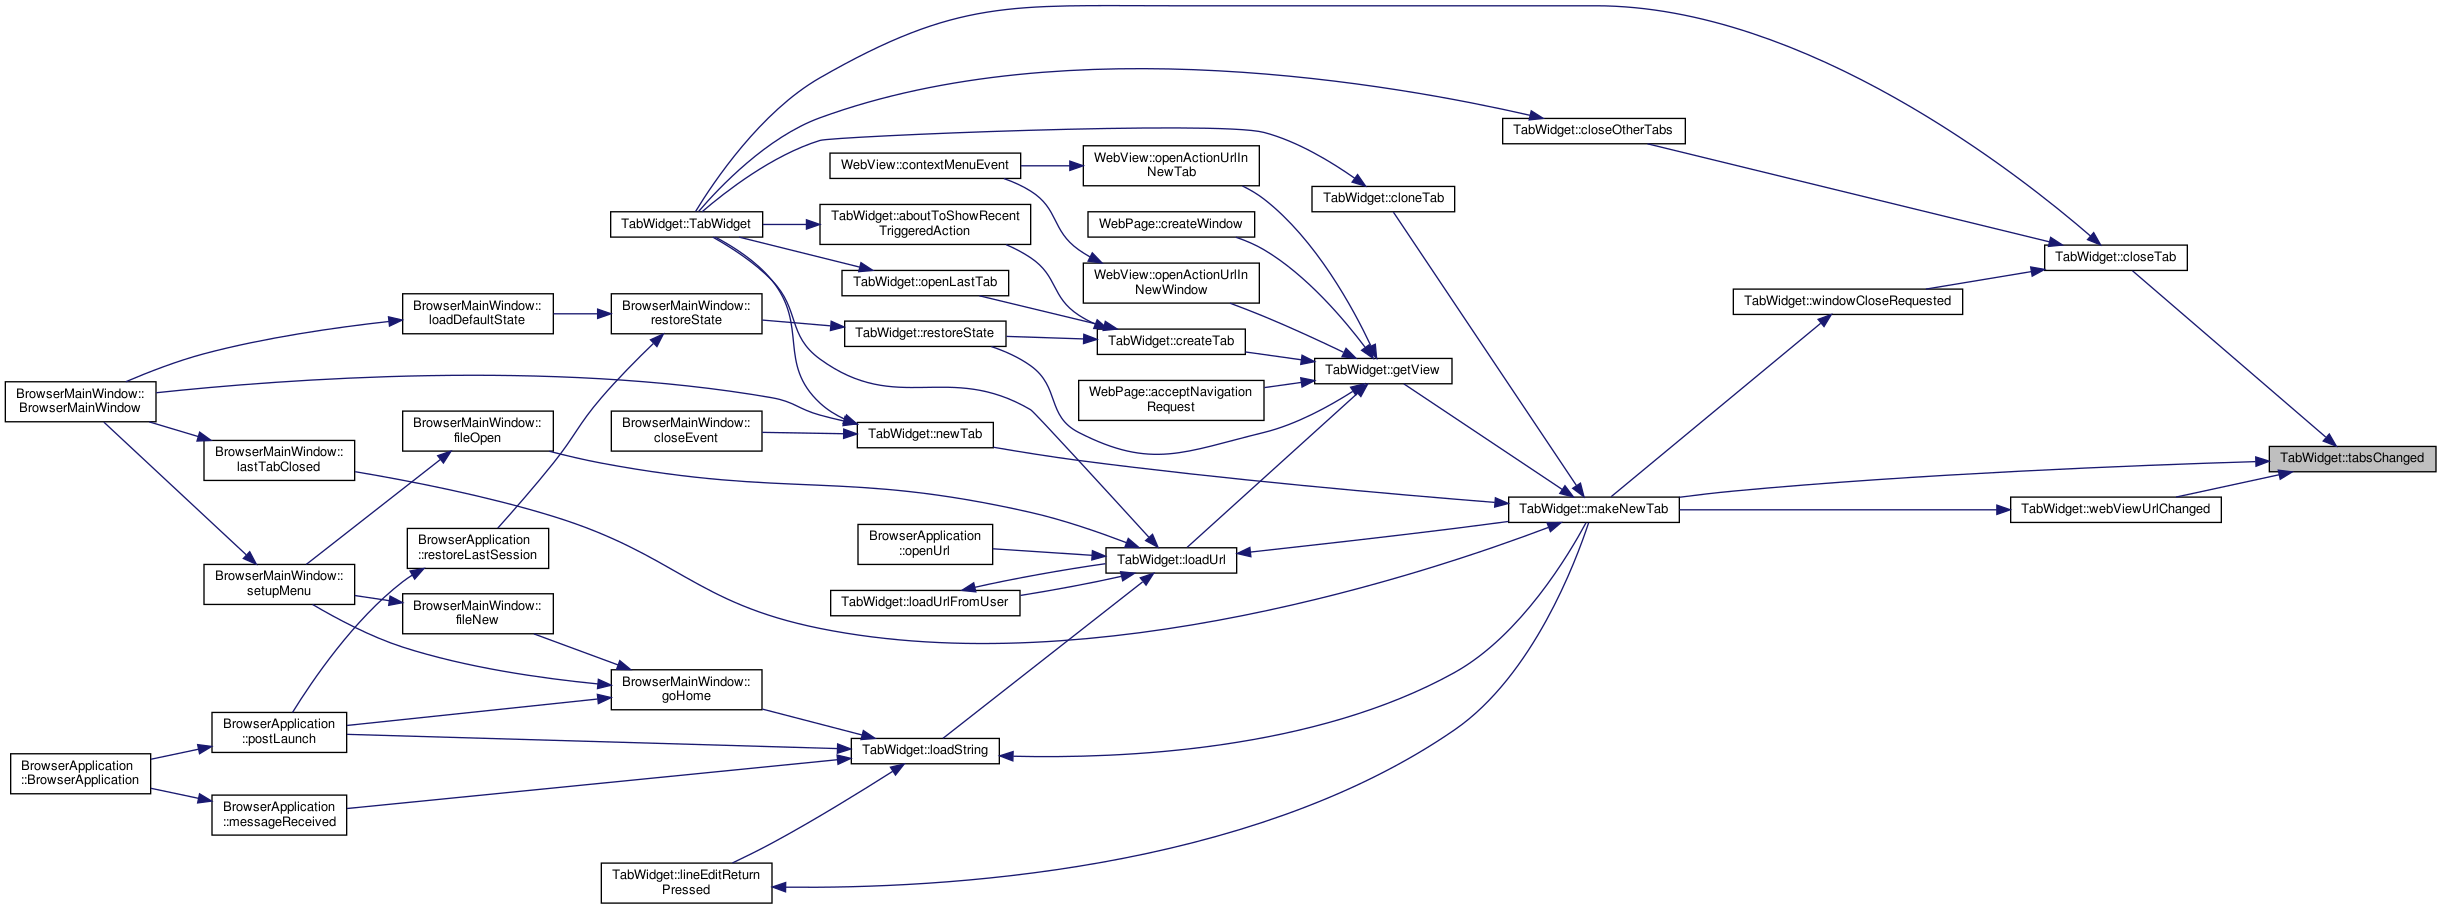 TabWidget::closeOtherTabs
WebView::openActionUrlIn
NewTab
WebView::contextMenuEvent
TabWidget::cloneTab
TabWidget::aboutToShowRecent
TriggeredAction
TabWidget::TabWidget
WebPage::createWindow
TabWidget::closeTab
WebView::openActionUrlIn
NewWindow
TabWidget::openLastTab
TabWidget::windowCloseRequested
BrowserMainWindow::
loadDefaultState
BrowserMainWindow::
restoreState
TabWidget::restoreState
TabWidget::createTab
TabWidget::getView
BrowserMainWindow::
BrowserMainWindow
WebPage::acceptNavigation
Request
BrowserMainWindow::
fileOpen
BrowserMainWindow::
closeEvent
TabWidget::newTab
BrowserMainWindow::
lastTabClosed
TabWidget::tabsChanged
TabWidget::makeNewTab
TabWidget::webViewUrlChanged
BrowserApplication
::restoreLastSession
BrowserApplication
::openUrl
TabWidget::loadUrl
BrowserMainWindow::
setupMenu
TabWidget::loadUrlFromUser
BrowserMainWindow::
fileNew
BrowserMainWindow::
goHome
BrowserApplication
::postLaunch
TabWidget::loadString
BrowserApplication
::BrowserApplication
BrowserApplication
::messageReceived
TabWidget::lineEditReturn
Pressed